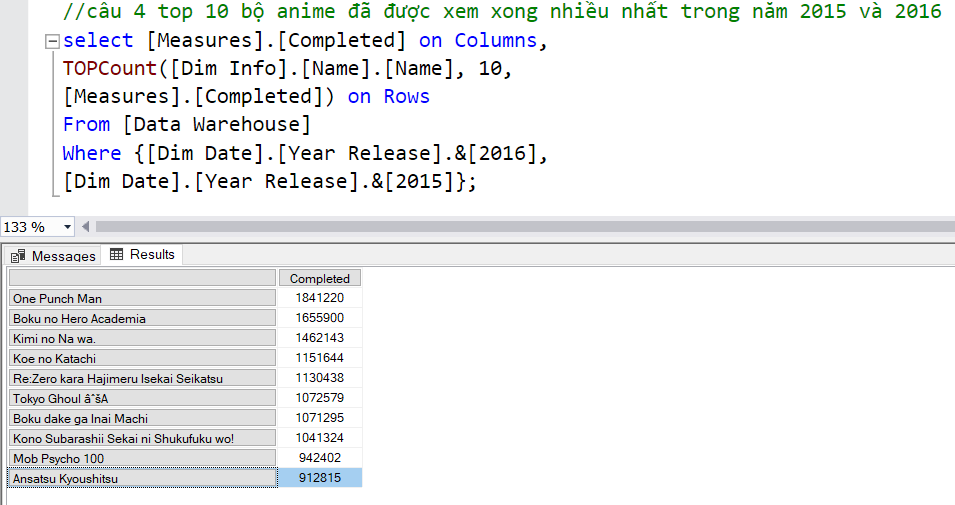 //câu 4 top 10 bộ anime đã được xem xong nhiều nhất trong năm 2015 và 2016
select [Measures].[Completed] on Columns,
TOPCount([Dim Info].[Name].[Name], 10,
[Measures].[Completed]) on Rows
From [Data Warehouse]
Where {[Dim Date].[Year Release].&[2016],
[Dim Date].[Year Release].&[2015]};
133 %
Messages Results
Completed
One Punch Man 1841220
Boku no Hero Academia 1655900
Kimi no Na wa. 1462143
Koe no Katachi 1151644
Re:Zero kara Hajimeru Isekai Seikatsu 1130438
Tokyo Ghoul âˆšA 1072579
Boku dake ga Inai Machi 1071295
Kono Subarashii Sekai ni Shukufuku wo! 1041324
Mob Psycho 100 942402
Ansatsu Kyoushitsu 912815